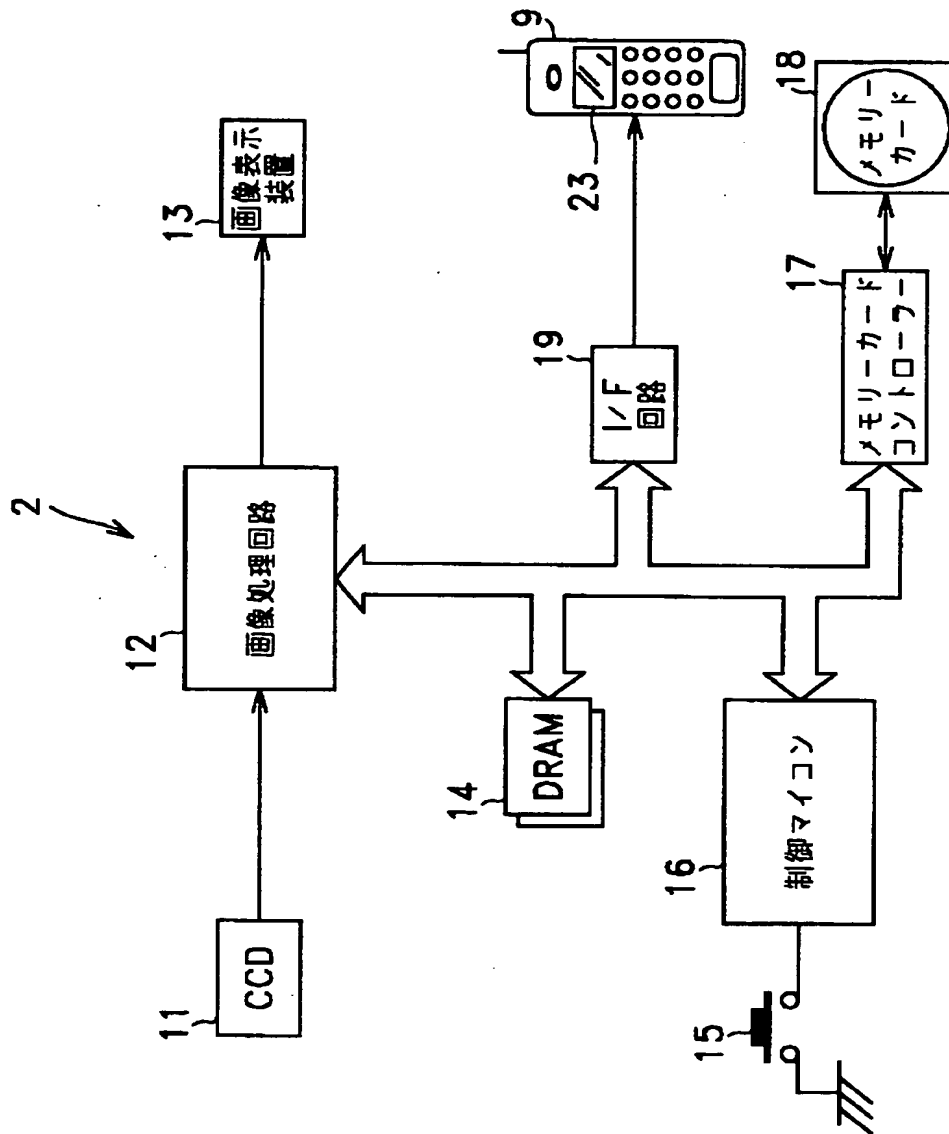 2
11
CCD
12
画像処理回路
13
画像表示
装置
14
DRAM
19
I/F
回路
9
23
15
16
制御マイコン
17
メモリーカード
コントローラー
18
メモリー
カード